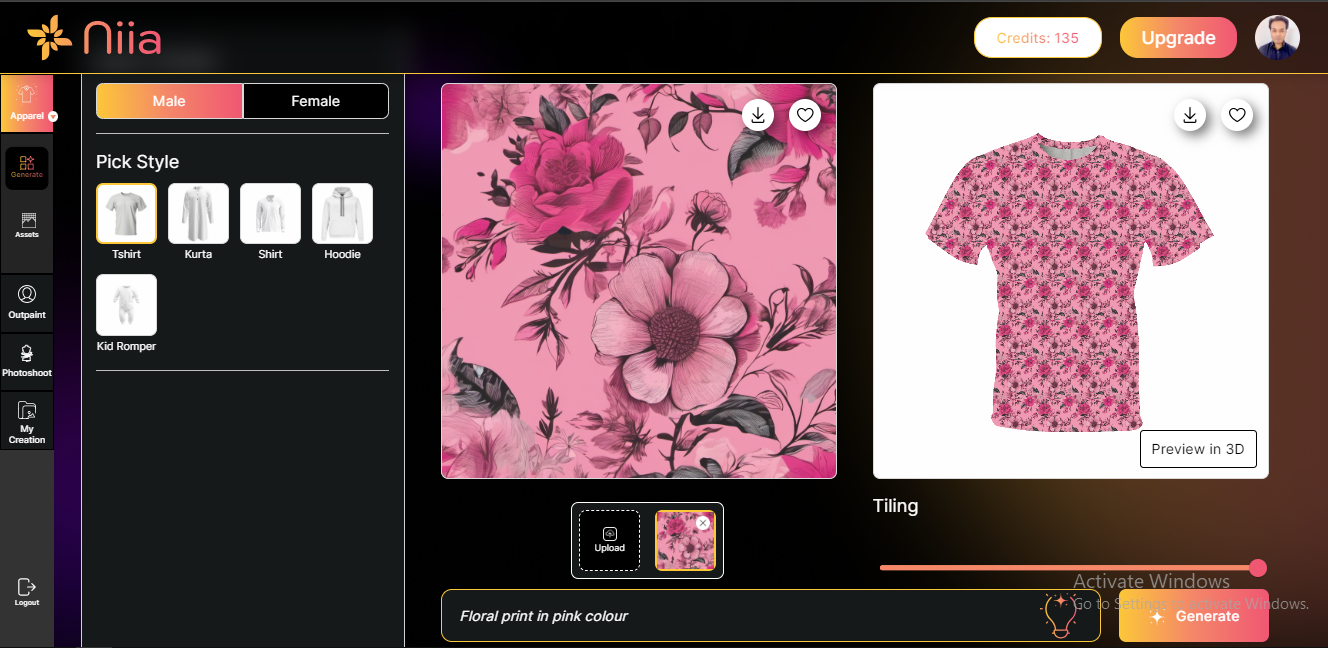 Niia
Credits: 135
Upgrade
Apparel
Generate
Assets
Outpaint
Photoshoot
My
Creation
Logout
Male
Female
Pick Style
Tshirt
Kurta
Shirt
Hoodie
Kid Romper
Preview in 3D
Upload
Tiling
Floral print in pink colour
Generate
Activate Windows
Go to Settings to activate Windows.